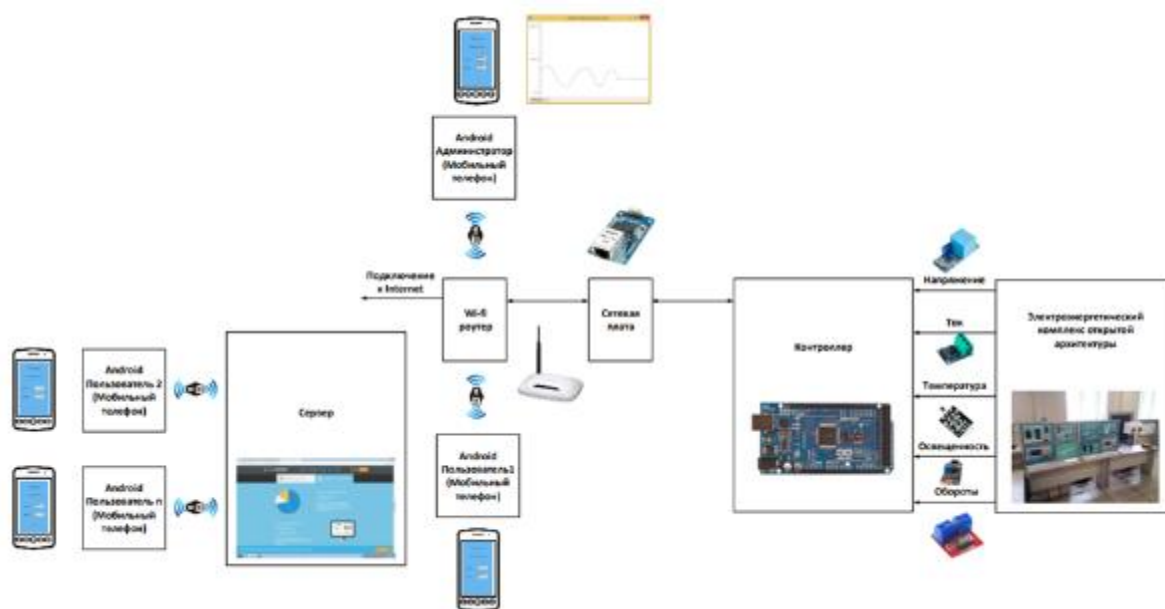 Android
Администратор
(Мобильный
телефон)
Подключение
к Internet
Wi-fi
роутер
Сетевая
плата
Контроллер
Напряжение
Ток
Температура
Освещенность
Обороты
Электроэнергетический
комплекс открытой
архитектуры
Android
Пользователь 2
(Мобильный
телефон)
Android
Пользователь n
(Мобильный
телефон)
Сервер
Android
Пользователь1
(Мобильный
телефон)